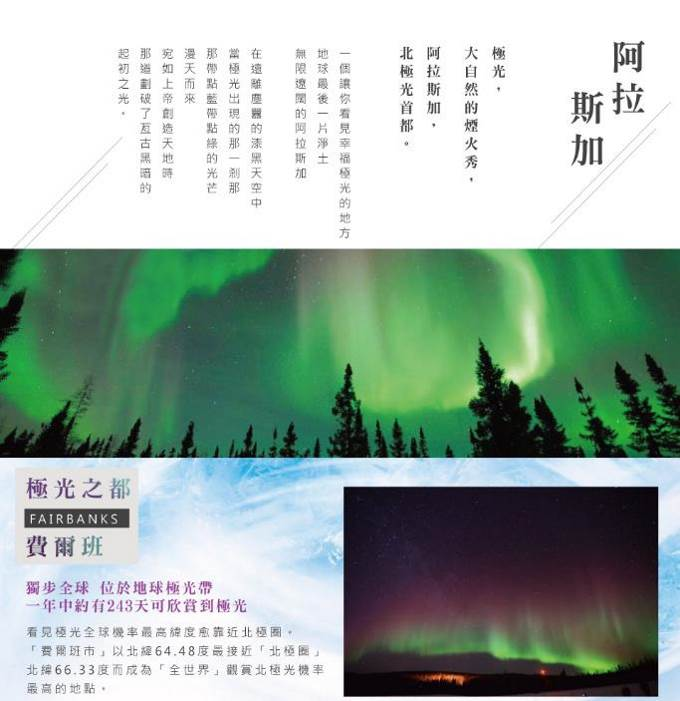 阿拉
斯加
極光，
大自然的煙火秀，
阿拉斯加，
北極光首都。
一個讓你看見幸福極光的地方
地球最後一片淨土
無限遼闊的阿拉斯加
在遠離塵囂的漆黑天空中
當極光出現的那一剎那
那帶點藍帶點綠的光芒
漫天而來
宛如上帝創造天地時
那道劃破了亙古黑暗的
起初之光。
極光之都
FAIRBANKS
費爾班
獨步全球 位於地球極光帶
一年中約有243天可欣賞到極光
看見極光全球機率最高緯度愈靠近北極圈。
「費爾班市」以北緯64.48度最接近「北極圈」
北緯66.33度而成為「全世界」觀賞北極光機率
最高的地點。